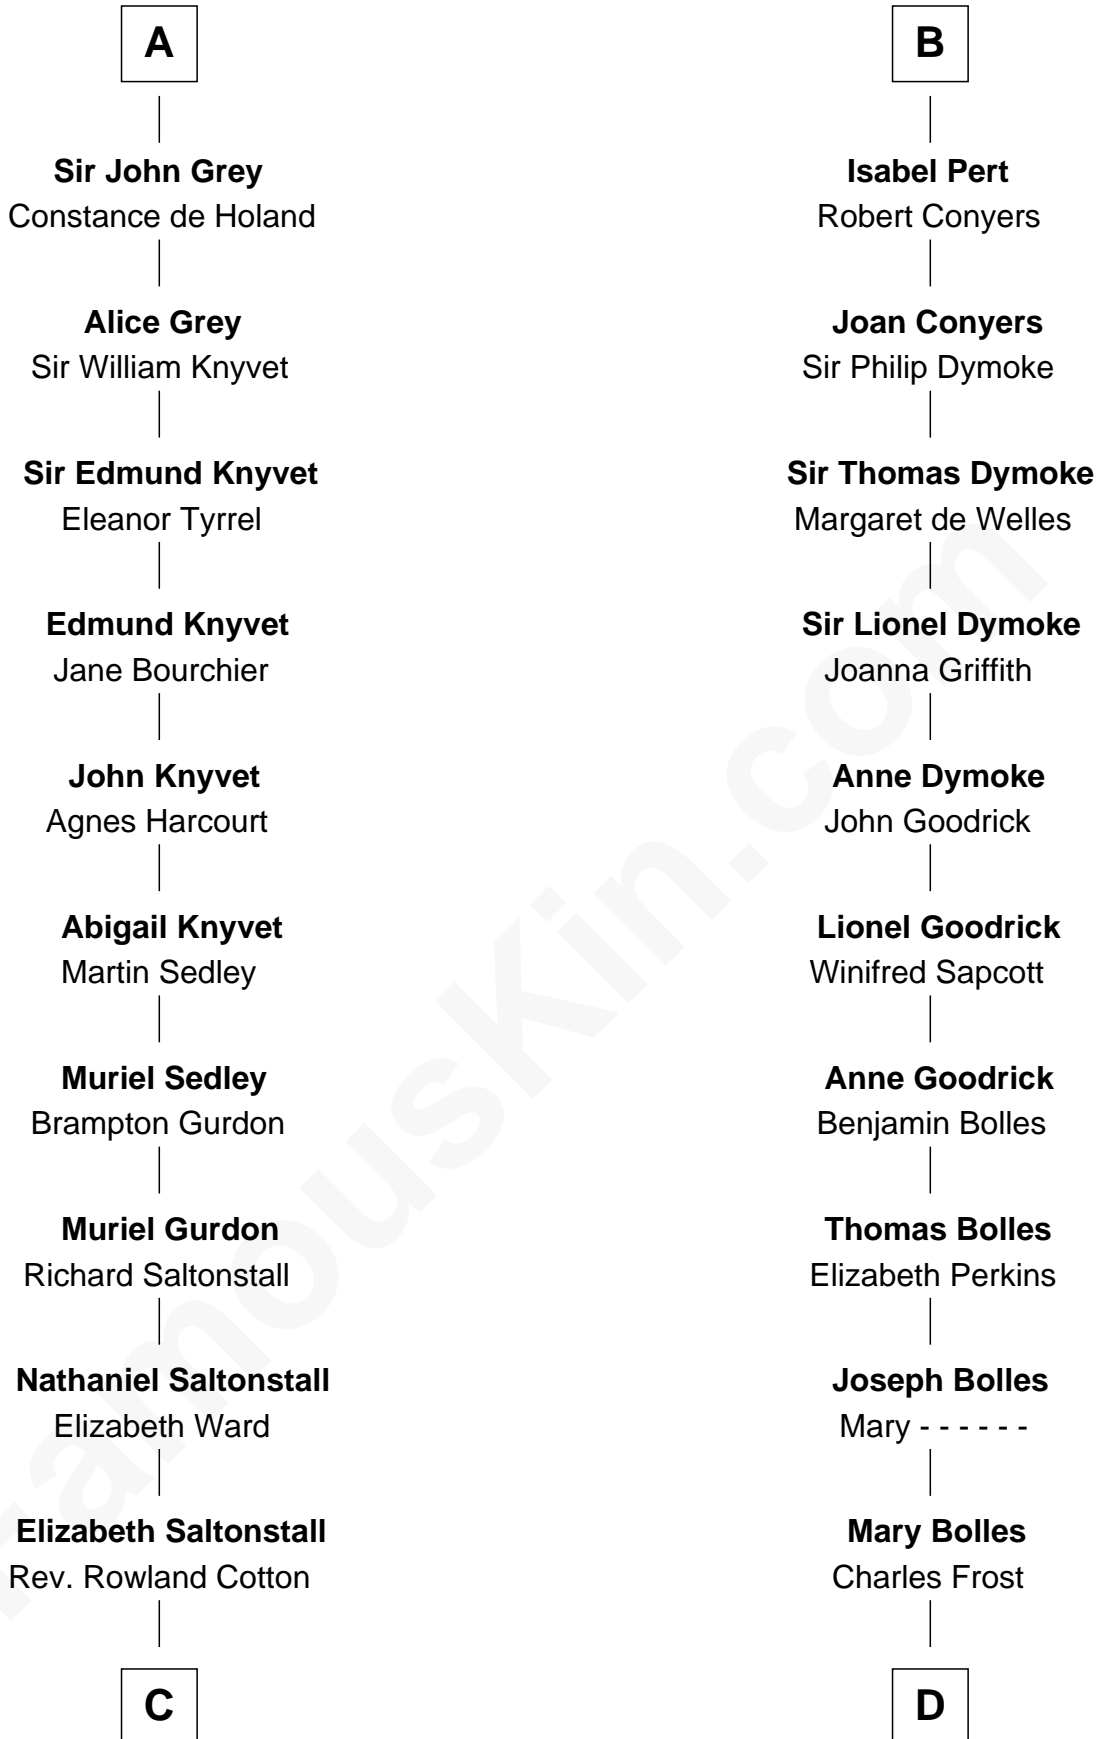 A
Sir John Grey
Constance de Holand
Alice Grey
Sir William Knyvet
Sir Edmund Knyvet
Eleanor Tyrrel
Edmund Knyvet
Jane Bourchier
John Knyvet
Agnes Harcourt
Abigail Knyvet
Martin Sedley
Muriel Sedley
Brampton Gurdon
Muriel Gurdon
Richard Saltonstall
Nathaniel Saltonstall
Elizabeth Ward
Elizabeth Saltonstall
Rev. Rowland Cotton
C
B
Isabel Pert
Robert Conyers
Joan Conyers
Sir Philip Dymoke
Sir Thomas Dymoke
Margaret de Welles
Sir Lionel Dymoke
Joanna Griffith
Anne Dymoke
John Goodrick
Lionel Goodrick
Winifred Sapcott
Anne Goodrick
Benjamin Bolles
Thomas Bolles
Elizabeth Perkins
Joseph Bolles
Mary - - - - - -
Mary Bolles
Charles Frost
D
FamousKin.com